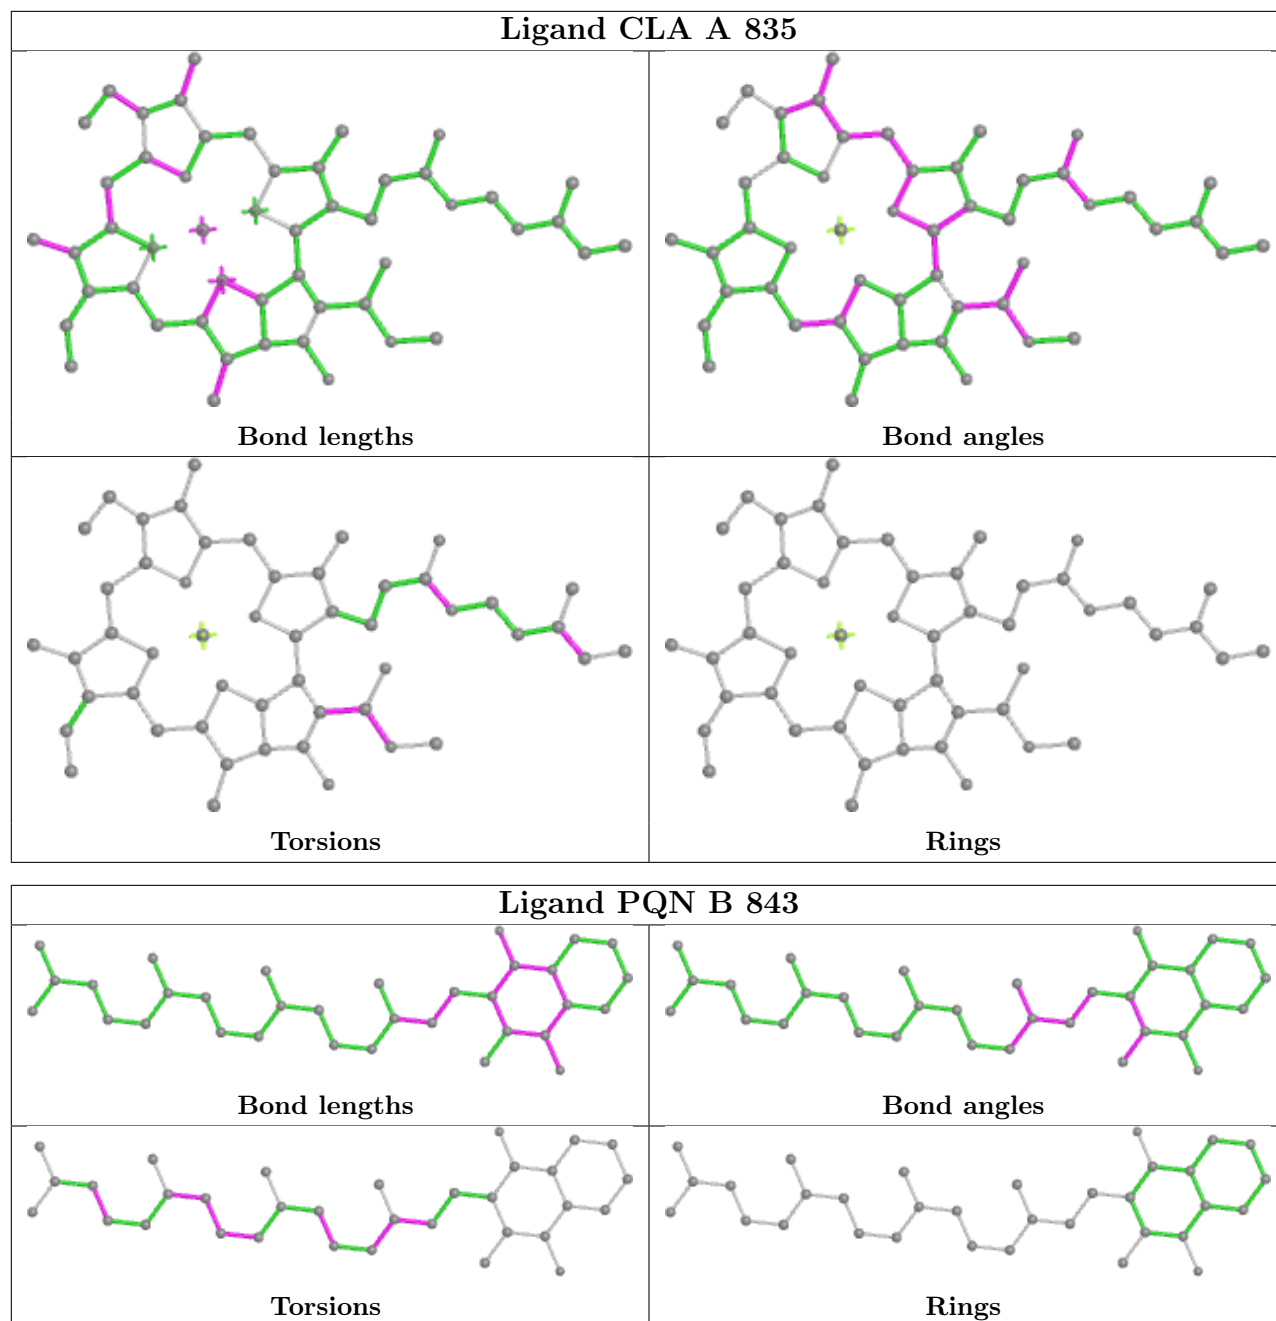 Ligand CLA A 835
Bond lengths
Bond angles
Torsions
Rings
Ligand PQN B 843
Bond lengths
Bond angles
Torsions
Rings